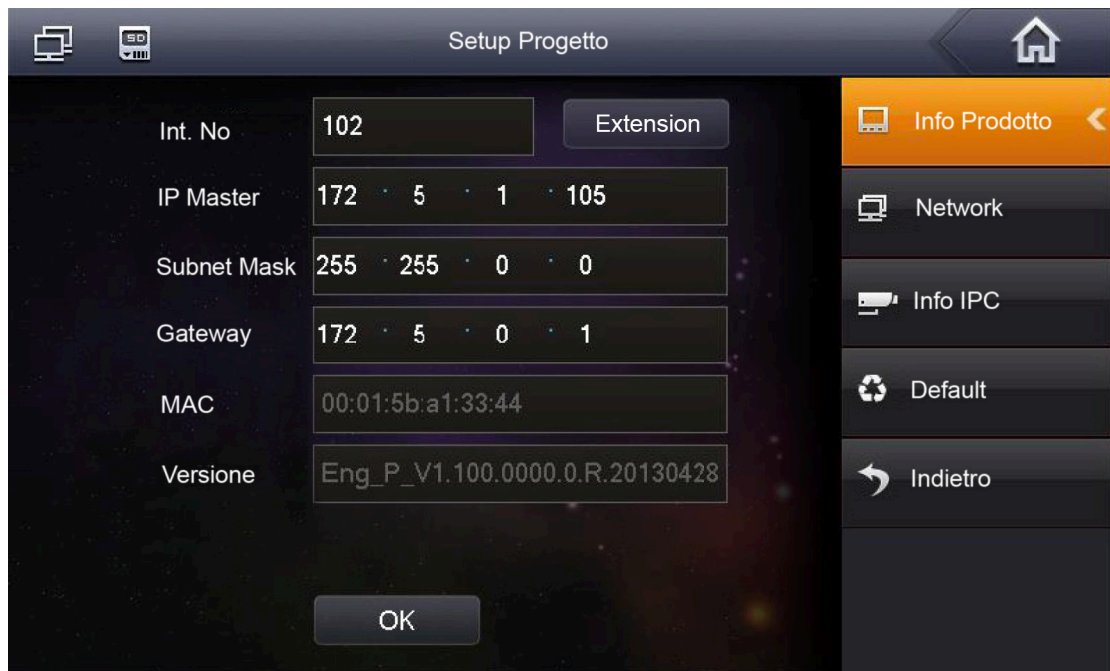 SD
Setup Progetto
Int. No 102 Extension
IP Master 172 . 5 . 1 . 105
Subnet Mask 255 . 255 . 0 . 0
Gateway 172 . 5 . 0 . 1
MAC 00:01:5b:a1:33:44
Versione Eng_P_V1.100.0000.0.R.20130428
OK
Info Prodotto
Network
Info IPC
Default
Indietro